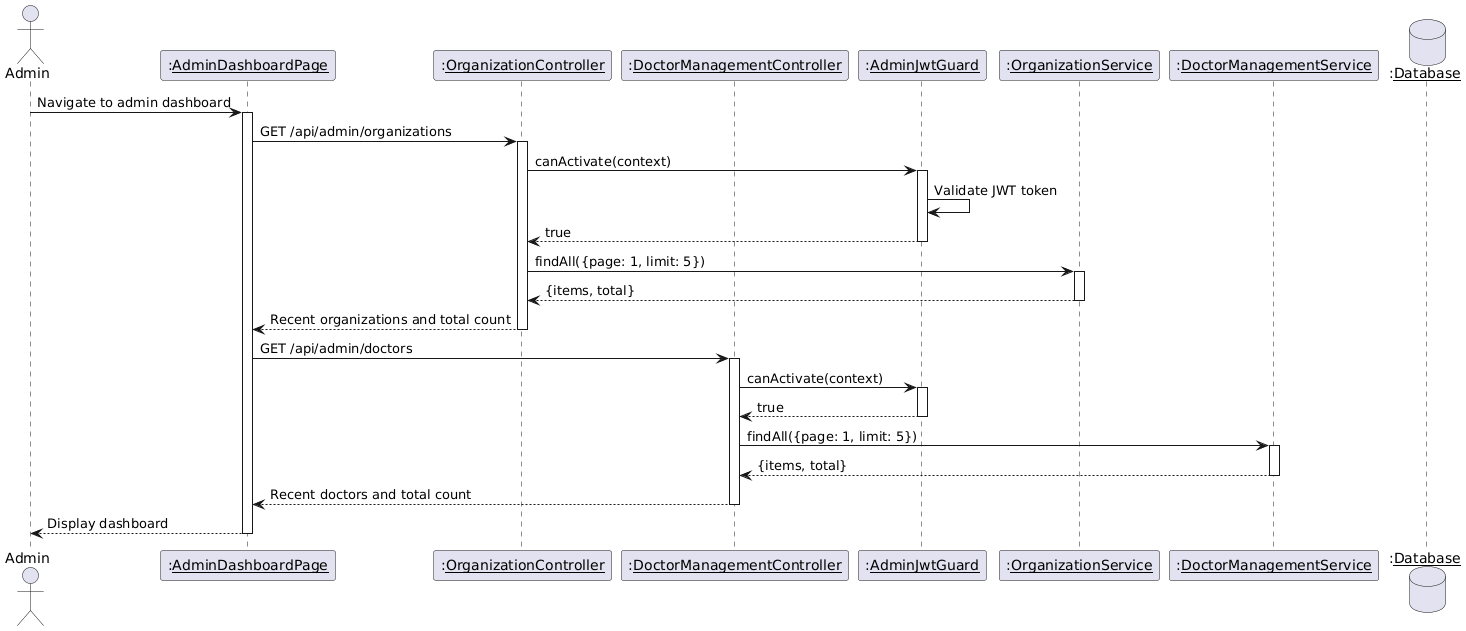 Admin
:AdminDashboardPage
:OrganizationController
:DoctorManagementController
:AdminJwtGuard
:OrganizationService
:DoctorManagementService
:Database
Navigate to admin dashboard
GET /api/admin/organizations
canActivate(context)
Validate JWT token
true
findAll({page: 1, limit: 5})
{items, total}
Recent organizations and total count
GET /api/admin/doctors
canActivate(context)
true
findAll({page: 1, limit: 5})
{items, total}
Recent doctors and total count
Display dashboard
Admin
:AdminDashboardPage
:OrganizationController
:DoctorManagementController
:AdminJwtGuard
:OrganizationService
:DoctorManagementService
:Database